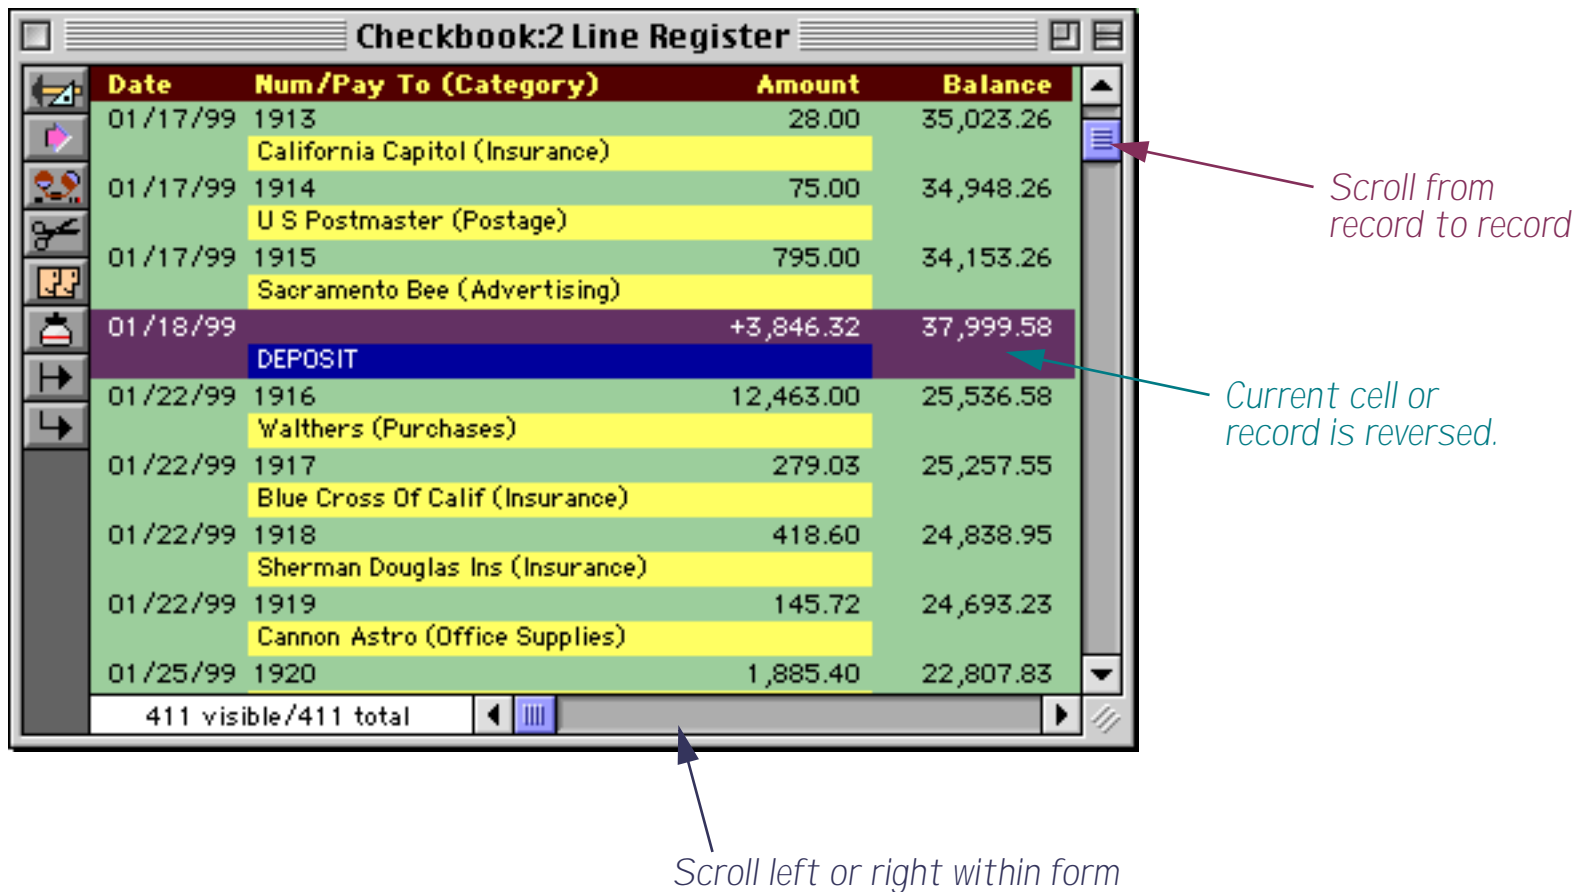 Checkbook:2 Line Register
Date Num/Pay To (Category) Amount Balance
01/17/99 1913 28.00 35,023.26
California Capitol (Insurance)
01/17/99 1914 75.00 34,948.26
U S Postmaster (Postage)
01/17/99 1915 795.00 34,153.26
Sacramento Bee (Advertising)
01/18/99 +3,846.32 37,999.58
DEPOSIT
01/22/99 1916 12,463.00 25,536.58
Walthers (Purchases)
01/22/99 1917 279.03 25,257.55
Blue Cross Of Calif (Insurance)
01/22/99 1918 418.60 24,838.95
Sherman Douglas Ins (Insurance)
01/22/99 1919 145.72 24,693.23
Cannon Astro (Office Supplies)
01/25/99 1920 1,885.40 22,807.83
411 visible/411 total
Scroll from
record to record
Current cell or
record is reversed.
Scroll left or right within form